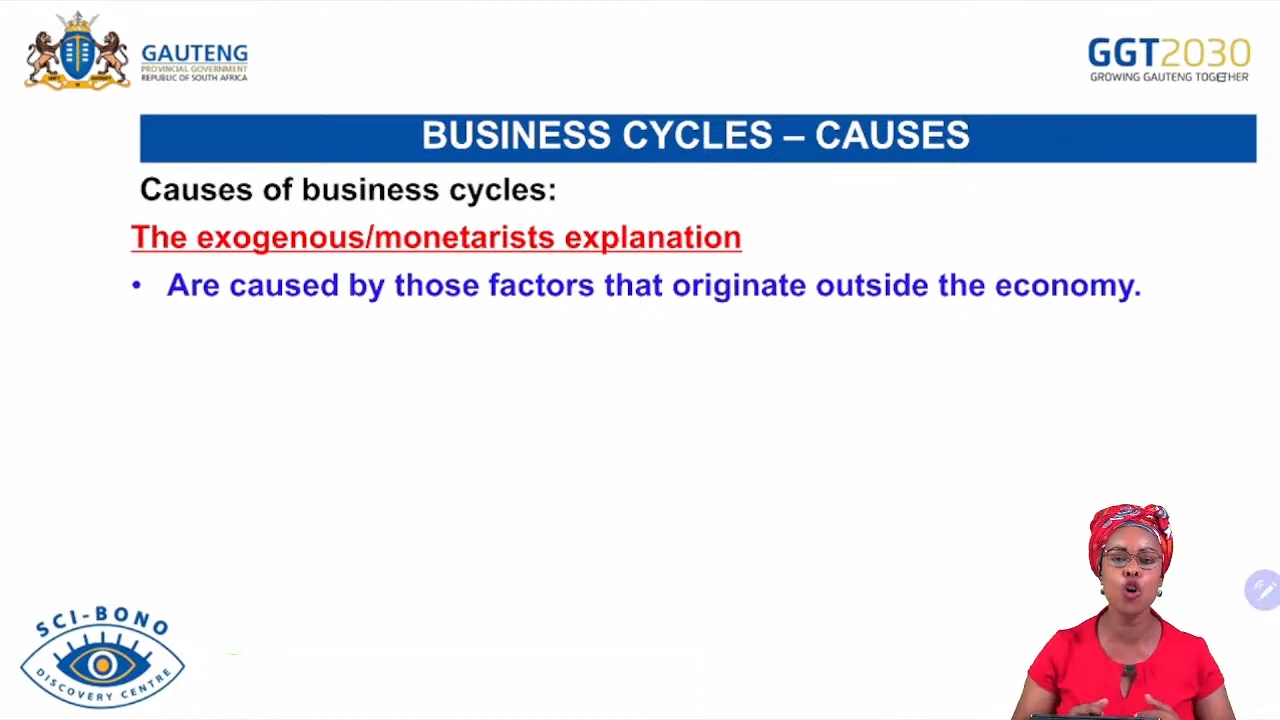 GAUTENG
PROVINCIAL GOVERNMENT
REPUBLIC OF SOUTH AFRICA
GGT2030
GROWING GAUTENG TOGETHER
BUSINESS CYCLES – CAUSES
Causes of business cycles:
The exogenous/monetarists explanation
• Are caused by those factors that originate outside the economy.
SCI-BONO
DISCOVERY CENTRE